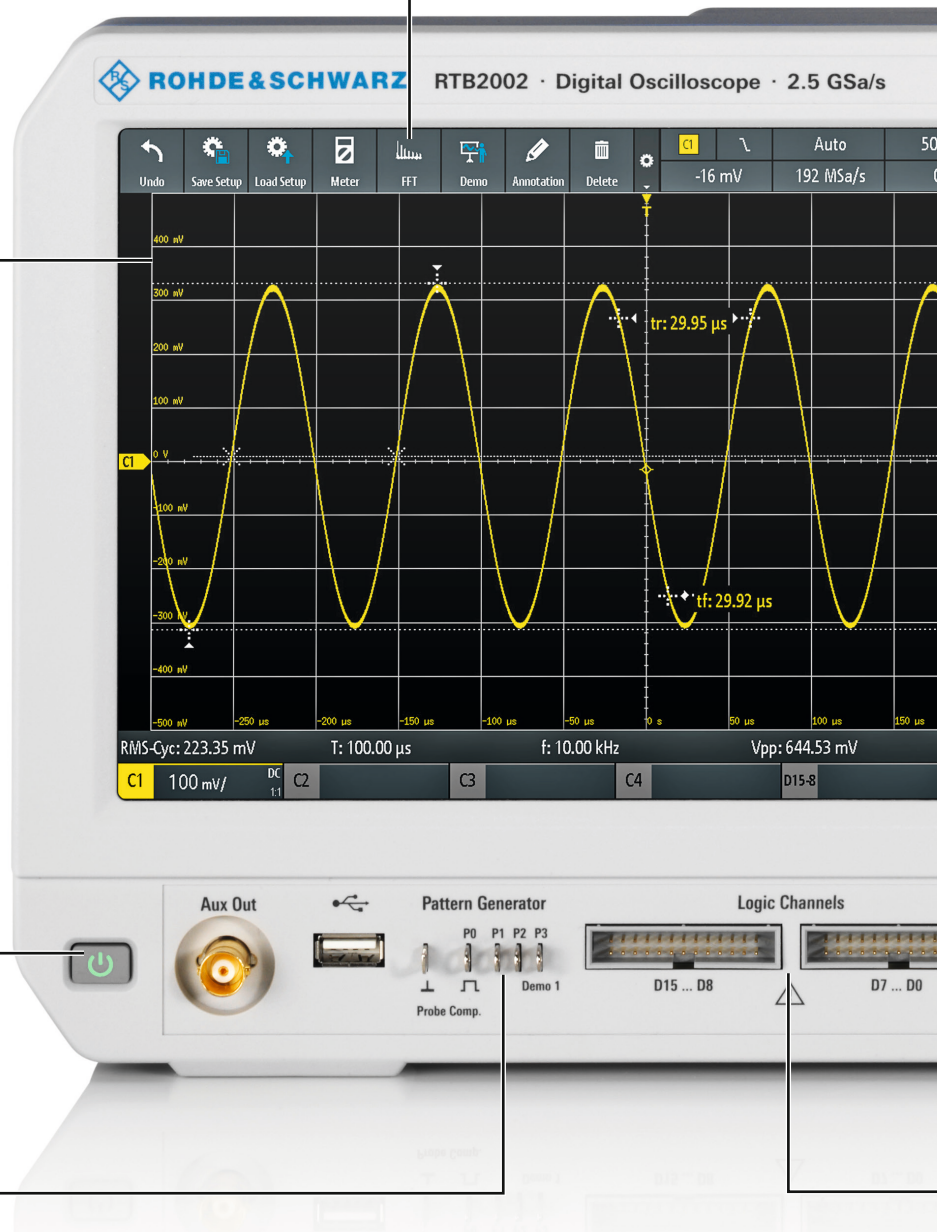 ROHDE&SCHWARZ RTB2002 · Digital Oscilloscope · 2.5 GSa/s
C1 Auto 50
Undo Save Setup Load Setup Meter FFT Demo Annotation Delete -16 mV 192 MSa/s
T
400 mV
300 mV
tr: 29.95 µs
200 mV
100 mV
C1 0 V
-100 mV
-200 mV
tf: 29.92 µs
-300 mV
-400 mV
-500 mV -250 µs -200 µs -150 µs -100 µs -50 µs 0 s 50 µs 100 µs 150 µs
RMS-Cyc: 223.35 mV T: 100.00 µs f: 10.00 kHz Vpp: 644.53 mV
C1 100 mV/ DC 1:1 C2 C3 C4 D15-8
Aux Out Pattern Generator Logic Channels
P0 P1 P2 P3
Demo 1 D15 ... D8 D7 ... D0
Probe Comp.